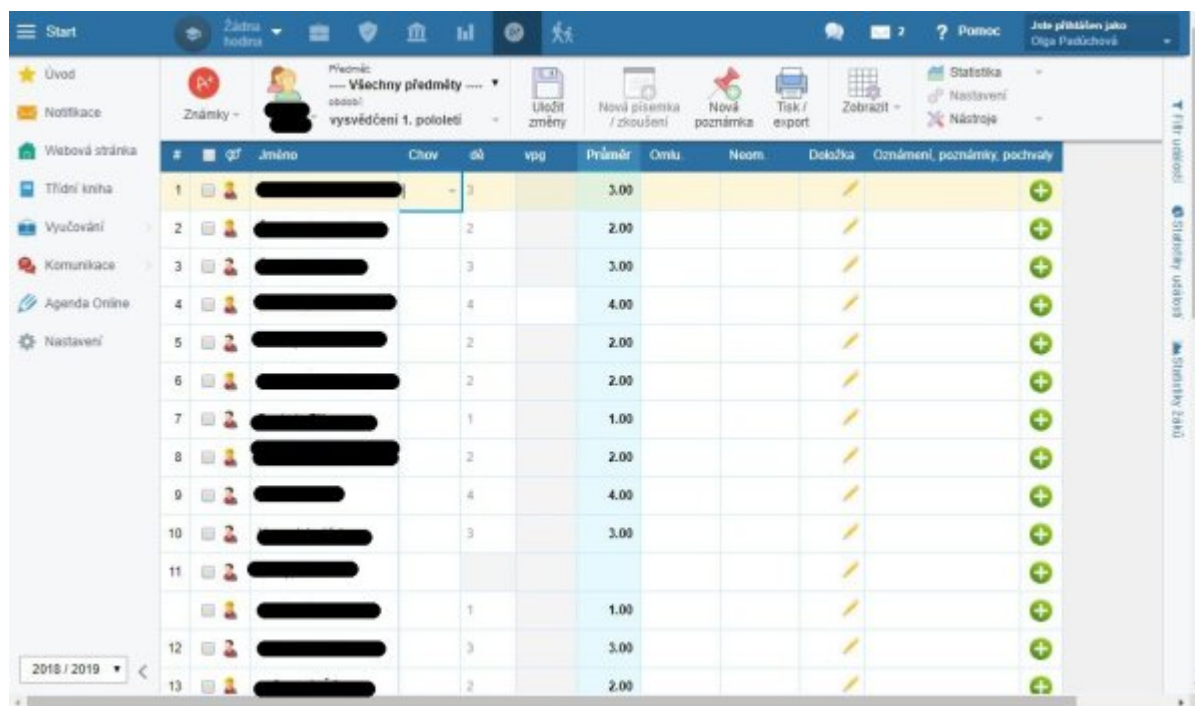 Start
Žádná
hodina
2
? Pomoc
Jste přihlášen jako
Olga Padúchová
Úvod
Notifikace
Webová stránka
Třídní kniha
Vyučování
Komunikace
Agenda Online
Nastavení
2018 / 2019
A+
Známky
Předmět:
---- Všechny předměty ----
období:
vysvědčení 1. pololetí
Uložit
změny
Nová písemka
/ zkoušení
Nová
poznámka
Tisk /
export
Zobrazit
Statistika
Nastavení
Nástroje
# Jméno Chov dě vpg Průměr Omlu. Neom. Doložka Oznámení, poznámky, pochvaly
1 3 3.00
2 2 2.00
3 3 3.00
4 4 4.00
5 2 2.00
6 2 2.00
7 1 1.00
8 2 2.00
9 4 4.00
10 3 3.00
11
1 1.00
12 3 3.00
13 2 2.00
Filtr událostí
Statistiky událostí
Statistiky žáků